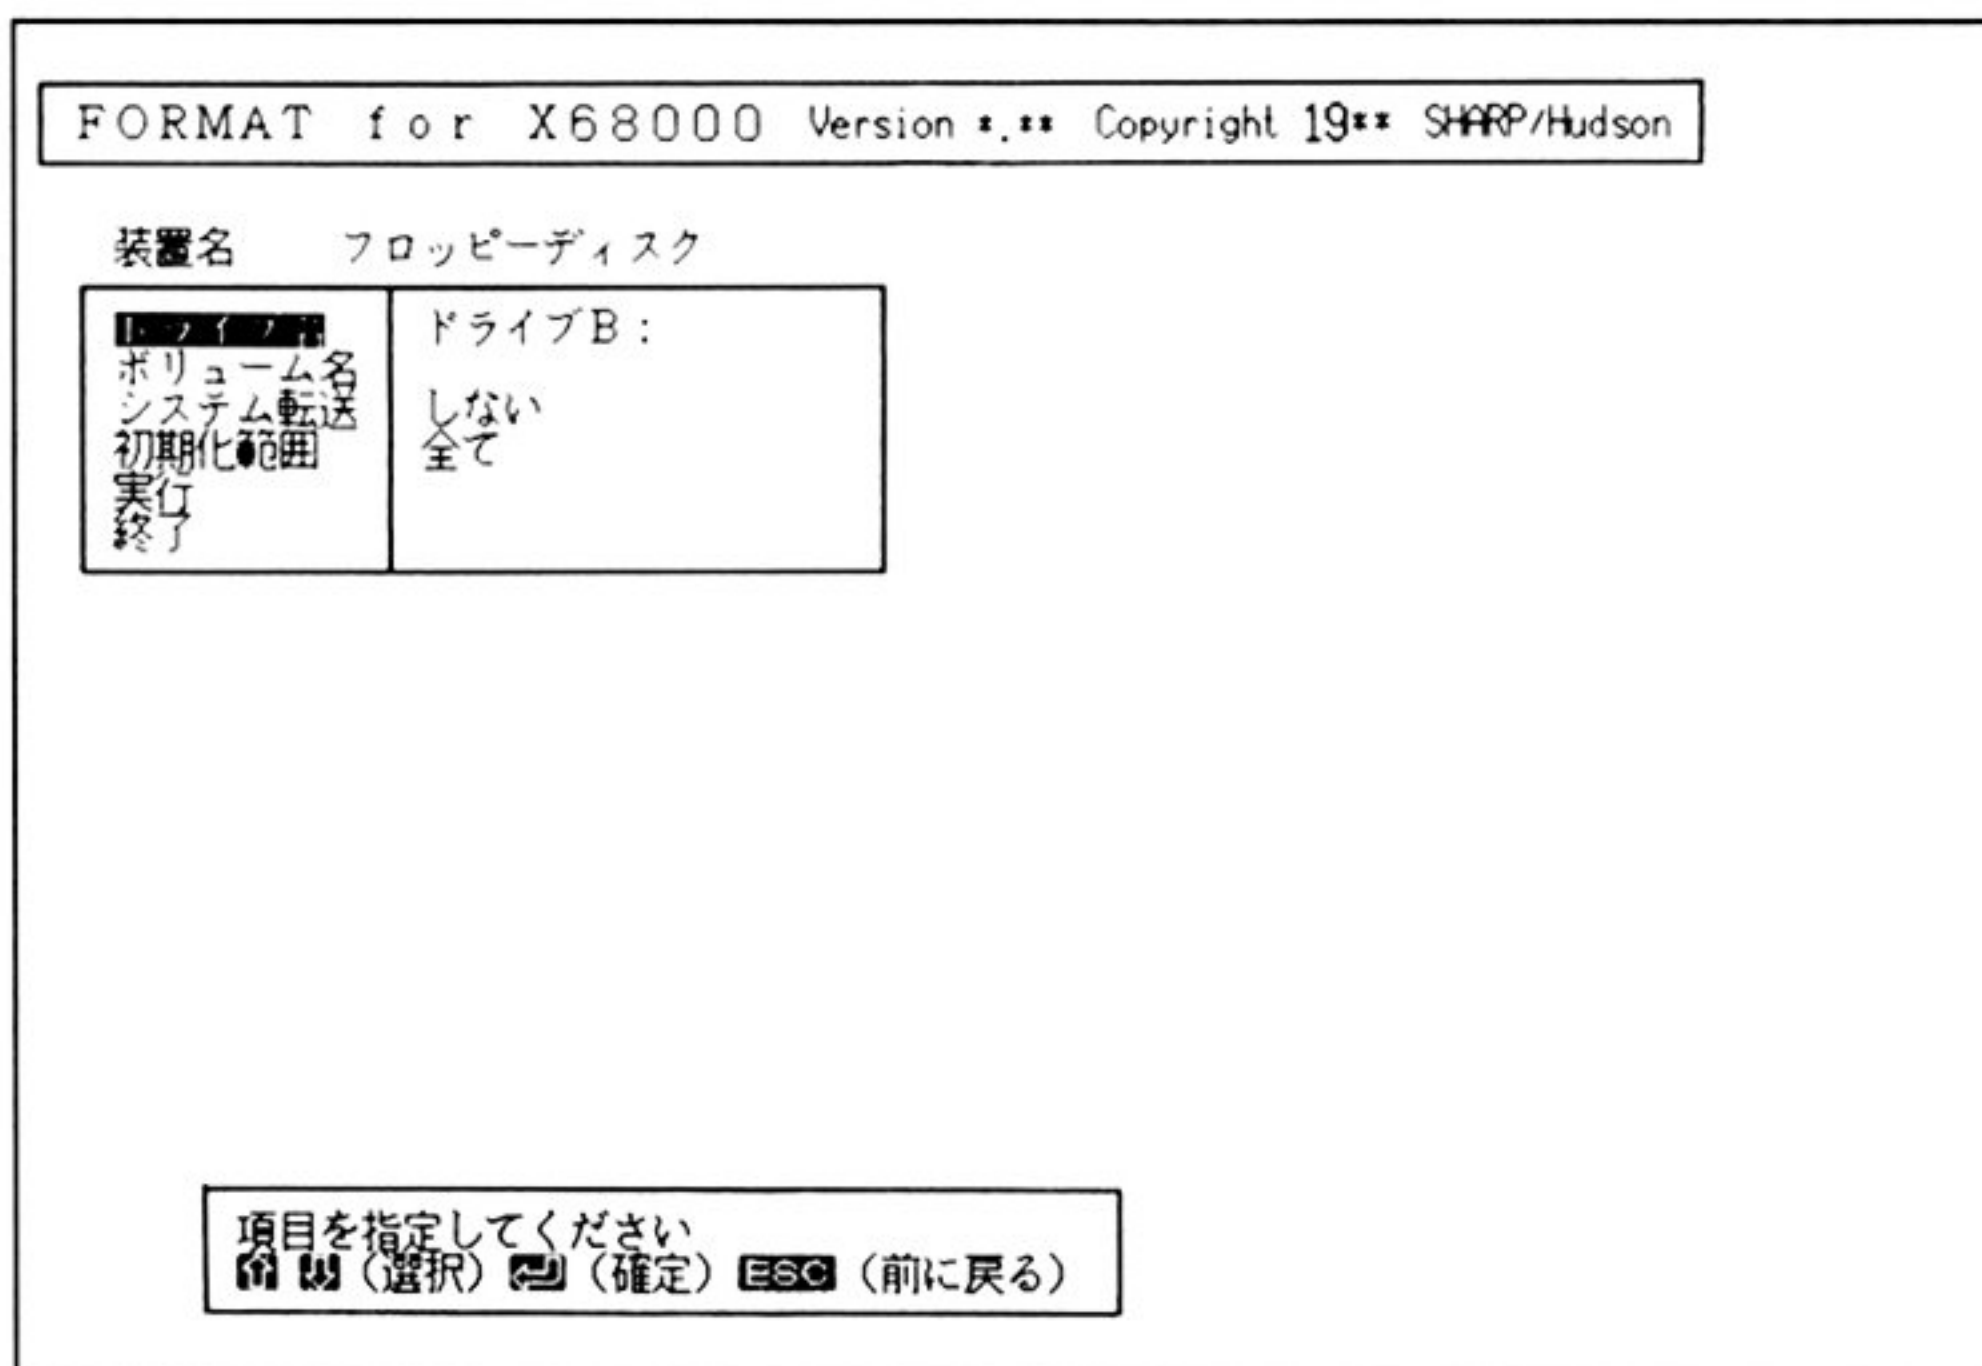 FORMAT for X68000 Version *.** Copyright 19** SHARP/Hudson
装置名 フロッピーディスク
ドライブ名 ドライブB:
ボリューム名
システム転送 しない
初期化範囲 全て
実行
終了
項目を指定してください
⇧ ⇩ (選択) ↵ (確定) ESC (前に戻る)